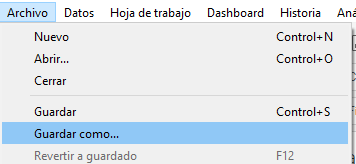 Archivo Datos Hoja de trabajo Dashboard Historia Aná
Nuevo Control+N
Abrir... Control+O
Cerrar
Guardar Control+S
Guardar como...
Revertir a guardado F12